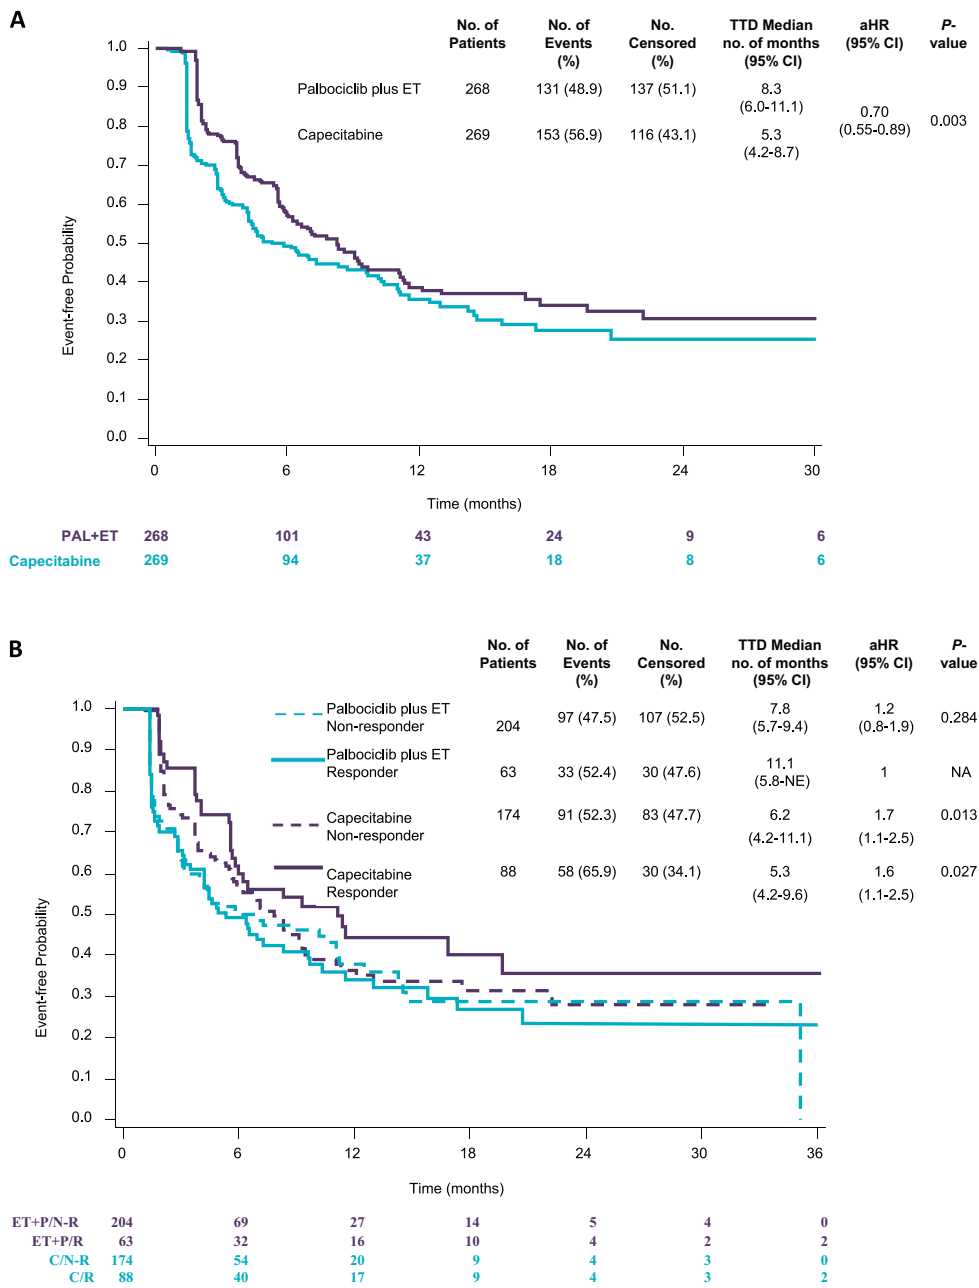 A
No. of Patients No. of Events (%) No. Censored (%) TTD Median no. of months (95% CI) aHR (95% CI) P-value
Palbociclib plus ET 268 131 (48.9) 137 (51.1) 8.3 (6.0-11.1)
0.70 (0.55-0.89) 0.003
Capecitabine 269 153 (56.9) 116 (43.1) 5.3 (4.2-8.7)
Event-free Probability
1.0
0.9
0.8
0.7
0.6
0.5
0.4
0.3
0.2
0.1
0.0
0 6 12 18 24 30
Time (months)
PAL+ET 268 101 43 24 9 6
Capecitabine 269 94 37 18 8 6
B
No. of Patients No. of Events (%) No. Censored (%) TTD Median no. of months (95% CI) aHR (95% CI) P-value
Palbociclib plus ET Non-responder 204 97 (47.5) 107 (52.5) 7.8 (5.7-9.4) 1.2 (0.8-1.9) 0.284
Palbociclib plus ET Responder 63 33 (52.4) 30 (47.6) 11.1 (5.8-NE) 1 NA
Capecitabine Non-responder 174 91 (52.3) 83 (47.7) 6.2 (4.2-11.1) 1.7 (1.1-2.5) 0.013
Capecitabine Responder 88 58 (65.9) 30 (34.1) 5.3 (4.2-9.6) 1.6 (1.1-2.5) 0.027
Event-free Probability
1.0
0.9
0.8
0.7
0.6
0.5
0.4
0.3
0.2
0.1
0.0
0 6 12 18 24 30 36
Time (months)
ET+P/N-R 204 69 27 14 5 4 0
ET+P/R 63 32 16 10 4 2 2
C/N-R 174 54 20 9 4 3 0
C/R 88 40 17 9 4 3 2